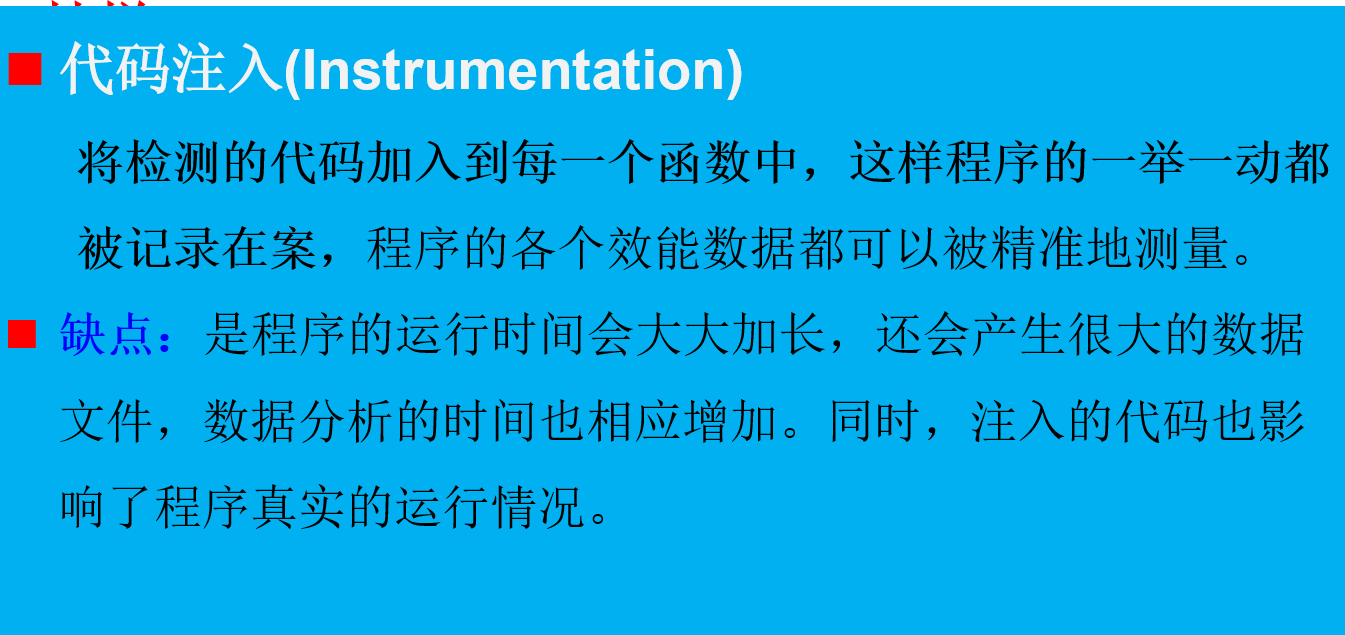 代码注入(Instrumentation)
将检测的代码加入到每一个函数中，这样程序的一举一动都
被记录在案，程序的各个效能数据都可以被精准地测量。
缺点：是程序的运行时间会大大加长，还会产生很大的数据
文件，数据分析的时间也相应增加。同时，注入的代码也影
响了程序真实的运行情况。